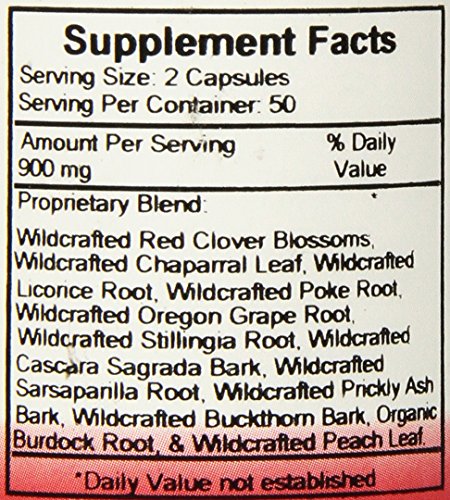 Supplement Facts
Serving Size: 2 Capsules
Serving Per Container: 50
Amount Per Serving % Daily
900 mg Value
Proprietary Blend: *
Wildcrafted Red Clover Blossoms,
Wildcrafted Chaparral Leaf, Wildcrafted
Licorice Root, Wildcrafted Poke Root,
Wildcrafted Oregon Grape Root,
Wildcrafted Stillingia Root, Wildcrafted
Cascara Sagrada Bark, Wildcrafted
Sarsaparilla Root, Wildcrafted Prickly Ash
Bark, Wildcrafted Buckthorn Bark, Organic
Burdock Root, & Wildcrafted Peach Leaf.
*Daily Value not established